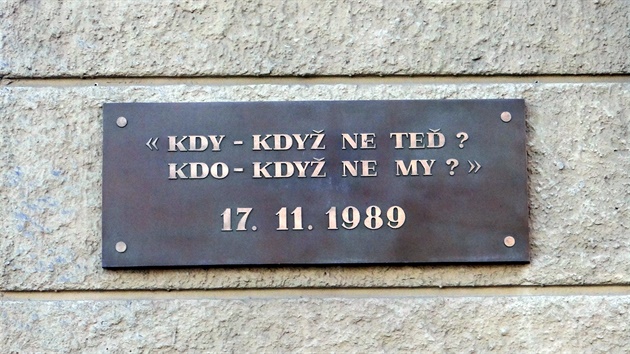 « KDY - KDYŽ NE TEĎ ?
KDO - KDYŽ NE MY ? »
17. 11. 1989